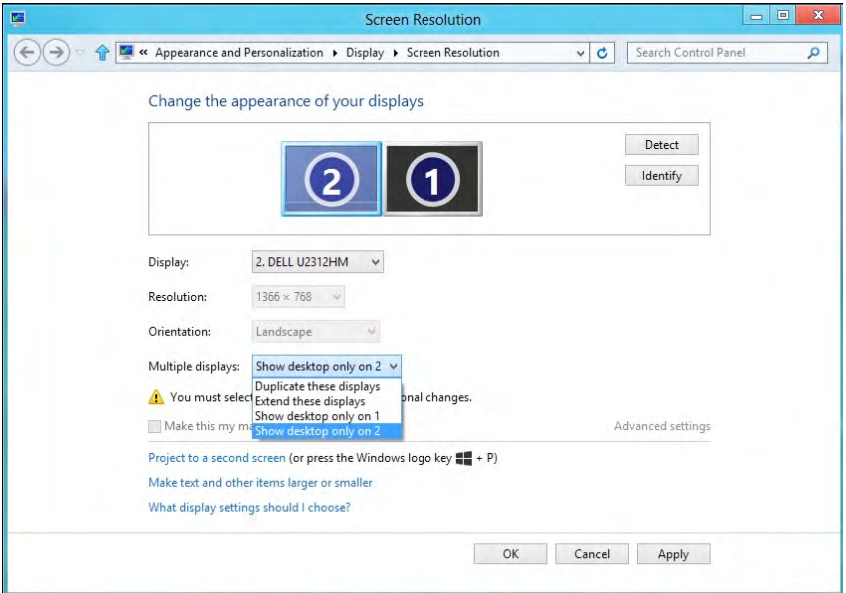 Screen Resolution
« Appearance and Personalization Display Screen Resolution
Search Control Panel
Change the appearance of your displays
2
1
Detect
Identify
Display: 2. DELL U2312HM
Resolution: 1366 × 768
Orientation: Landscape
Multiple displays: Show desktop only on 2
Duplicate these displays
Extend these displays
Show desktop only on 1
Show desktop only on 2
You must select onal changes.
Make this my ma
Advanced settings
Project to a second screen (or press the Windows logo key + P)
Make text and other items larger or smaller
What display settings should I choose?
OK Cancel Apply